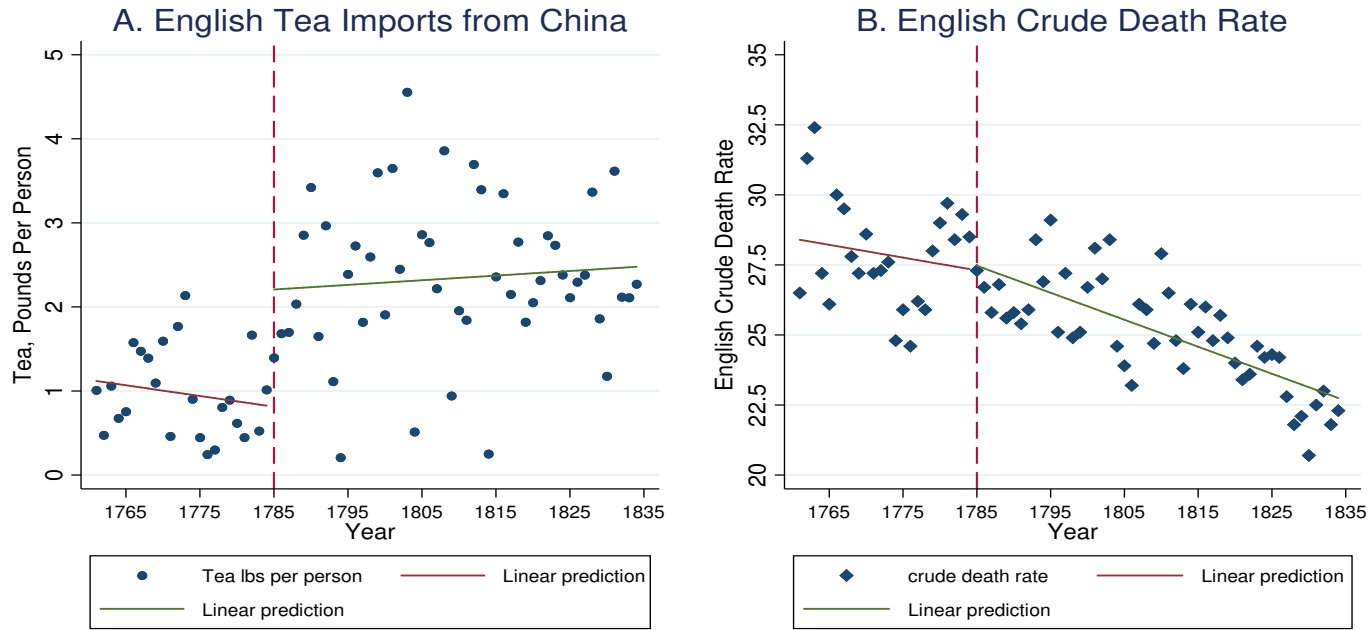 A. English Tea Imports from China
Tea, Pounds Per Person
5
4
3
2
1
0
1765 1775 1785 1795 1805 1815 1825 1835
Year
Tea lbs per person
Linear prediction
Linear prediction
B. English Crude Death Rate
English Crude Death Rate
35
32.5
30
27.5
25
22.5
20
1765 1775 1785 1795 1805 1815 1825 1835
Year
crude death rate
Linear prediction
Linear prediction